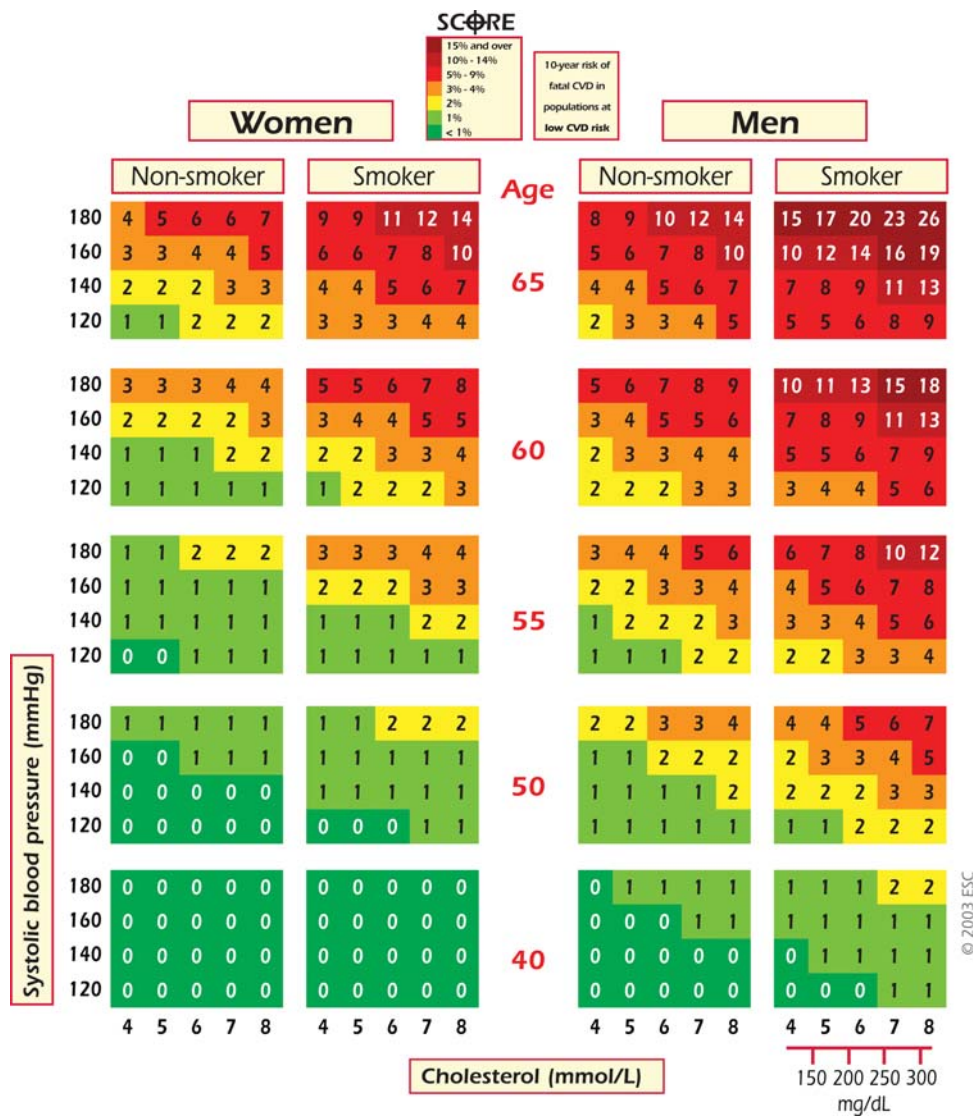 SCORE
15% and over
10% - 14%
5% - 9%
3% - 4%
2%
1%
< 1%
10-year risk of
fatal CVD in
populations at
low CVD risk
Women
Men
Non-smoker
Smoker
Age
Non-smoker
Smoker
180 4 5 6 6 7 9 9 11 12 14 8 9 10 12 14 15 17 20 23 26
160 3 3 4 4 5 6 6 7 8 10 5 6 7 8 10 10 12 14 16 19
65
140 2 2 2 3 3 4 4 5 6 7 4 4 5 6 7 7 8 9 11 13
120 1 1 2 2 2 3 3 3 4 4 2 3 3 4 5 5 5 6 8 9
180 3 3 3 4 4 5 5 6 7 8 5 6 7 8 9 10 11 13 15 18
160 2 2 2 2 3 3 4 4 5 5 3 4 5 5 6 7 8 9 11 13
60
140 1 1 1 2 2 2 2 3 3 4 2 3 3 4 4 5 5 6 7 9
120 1 1 1 1 1 1 2 2 2 3 2 2 2 3 3 3 4 4 5 6
180 1 1 2 2 2 3 3 3 4 4 3 4 4 5 6 6 7 8 10 12
160 1 1 1 1 1 2 2 2 3 3 2 2 3 3 4 4 5 6 7 8
55
140 1 1 1 1 1 1 1 1 2 2 1 2 2 2 3 3 3 4 5 6
120 0 0 1 1 1 1 1 1 1 1 1 1 1 2 2 2 2 3 3 4
180 1 1 1 1 1 1 1 2 2 2 2 2 3 3 4 4 4 5 6 7
160 0 0 1 1 1 1 1 1 1 1 1 1 2 2 2 2 3 3 4 5
50
140 0 0 0 0 0 1 1 1 1 1 1 1 1 1 2 2 2 2 3 3
120 0 0 0 0 0 0 0 0 1 1 1 1 1 1 1 1 1 2 2 2
180 0 0 0 0 0 0 0 0 0 0 0 1 1 1 1 1 1 1 2 2
160 0 0 0 0 0 0 0 0 0 0 0 0 0 1 1 1 1 1 1 1
40
140 0 0 0 0 0 0 0 0 0 0 0 0 0 0 0 0 1 1 1 1
120 0 0 0 0 0 0 0 0 0 0 0 0 0 0 0 0 0 0 1 1
4 5 6 7 8 4 5 6 7 8 4 5 6 7 8 4 5 6 7 8
Systolic blood pressure (mmHg)
Cholesterol (mmol/L)
150 200 250 300
mg/dL
© 2003 ESC